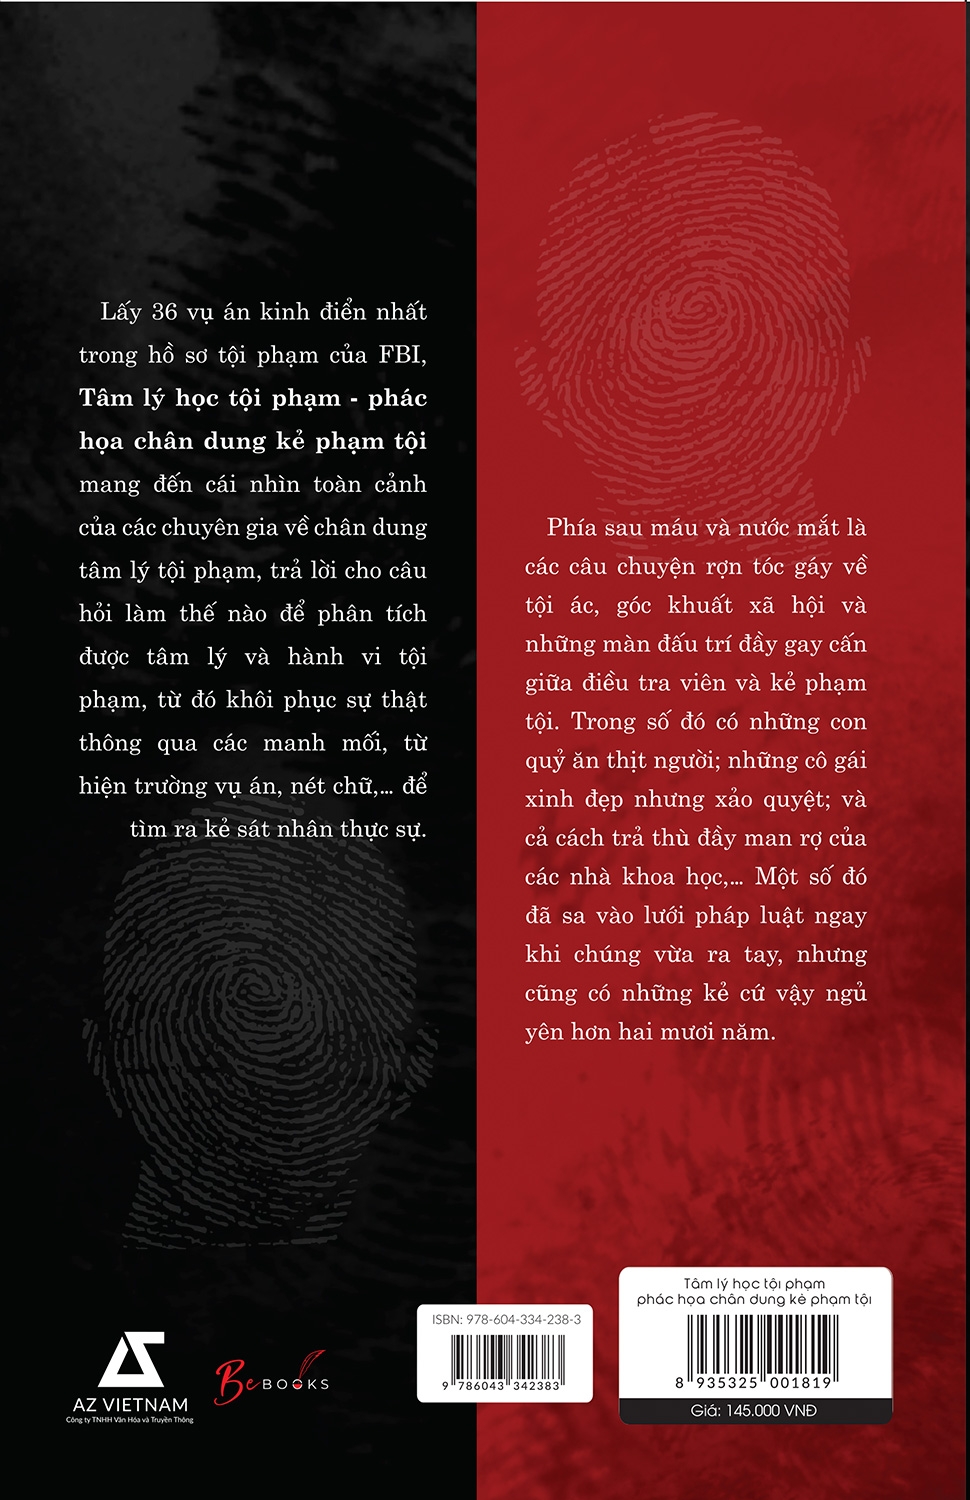 Lấy 36 vụ án kinh điển nhất
trong hồ sơ tội phạm của FBI,
Tâm lý học tội phạm - phác
họa chân dung kẻ phạm tội
mang đến cái nhìn toàn cảnh
của các chuyên gia về chân dung
tâm lý tội phạm, trả lời cho câu
hỏi làm thế nào để phân tích
được tâm lý và hành vi tội
phạm, từ đó khôi phục sự thật
thông qua các manh mối, từ
hiện trường vụ án, nét chữ,... để
tìm ra kẻ sát nhân thực sự.
Phía sau máu và nước mắt là
các câu chuyện rợn tóc gáy về
tội ác, góc khuất xã hội và
những màn đấu trí đầy gay cấn
giữa điều tra viên và kẻ phạm
tội. Trong số đó có những con
quỷ ăn thịt người; những cô gái
xinh đẹp nhưng xảo quyệt; và
cả cách trả thù đầy man rợ của
các nhà khoa học,... Một số đó
đã sa vào lưới pháp luật ngay
khi chúng vừa ra tay, nhưng
cũng có những kẻ cứ vậy ngủ
yên hơn hai mươi năm.
AZ VIETNAM
Công ty TNHH Văn Hóa và Truyền Thông
BeBOOKS
ISBN: 978-604-334-238-3
9 786043 342383
Tâm lý học tội phạm
phác họa chân dung kẻ phạm tội
8 935325 001819
Giá: 145.000 VNĐ